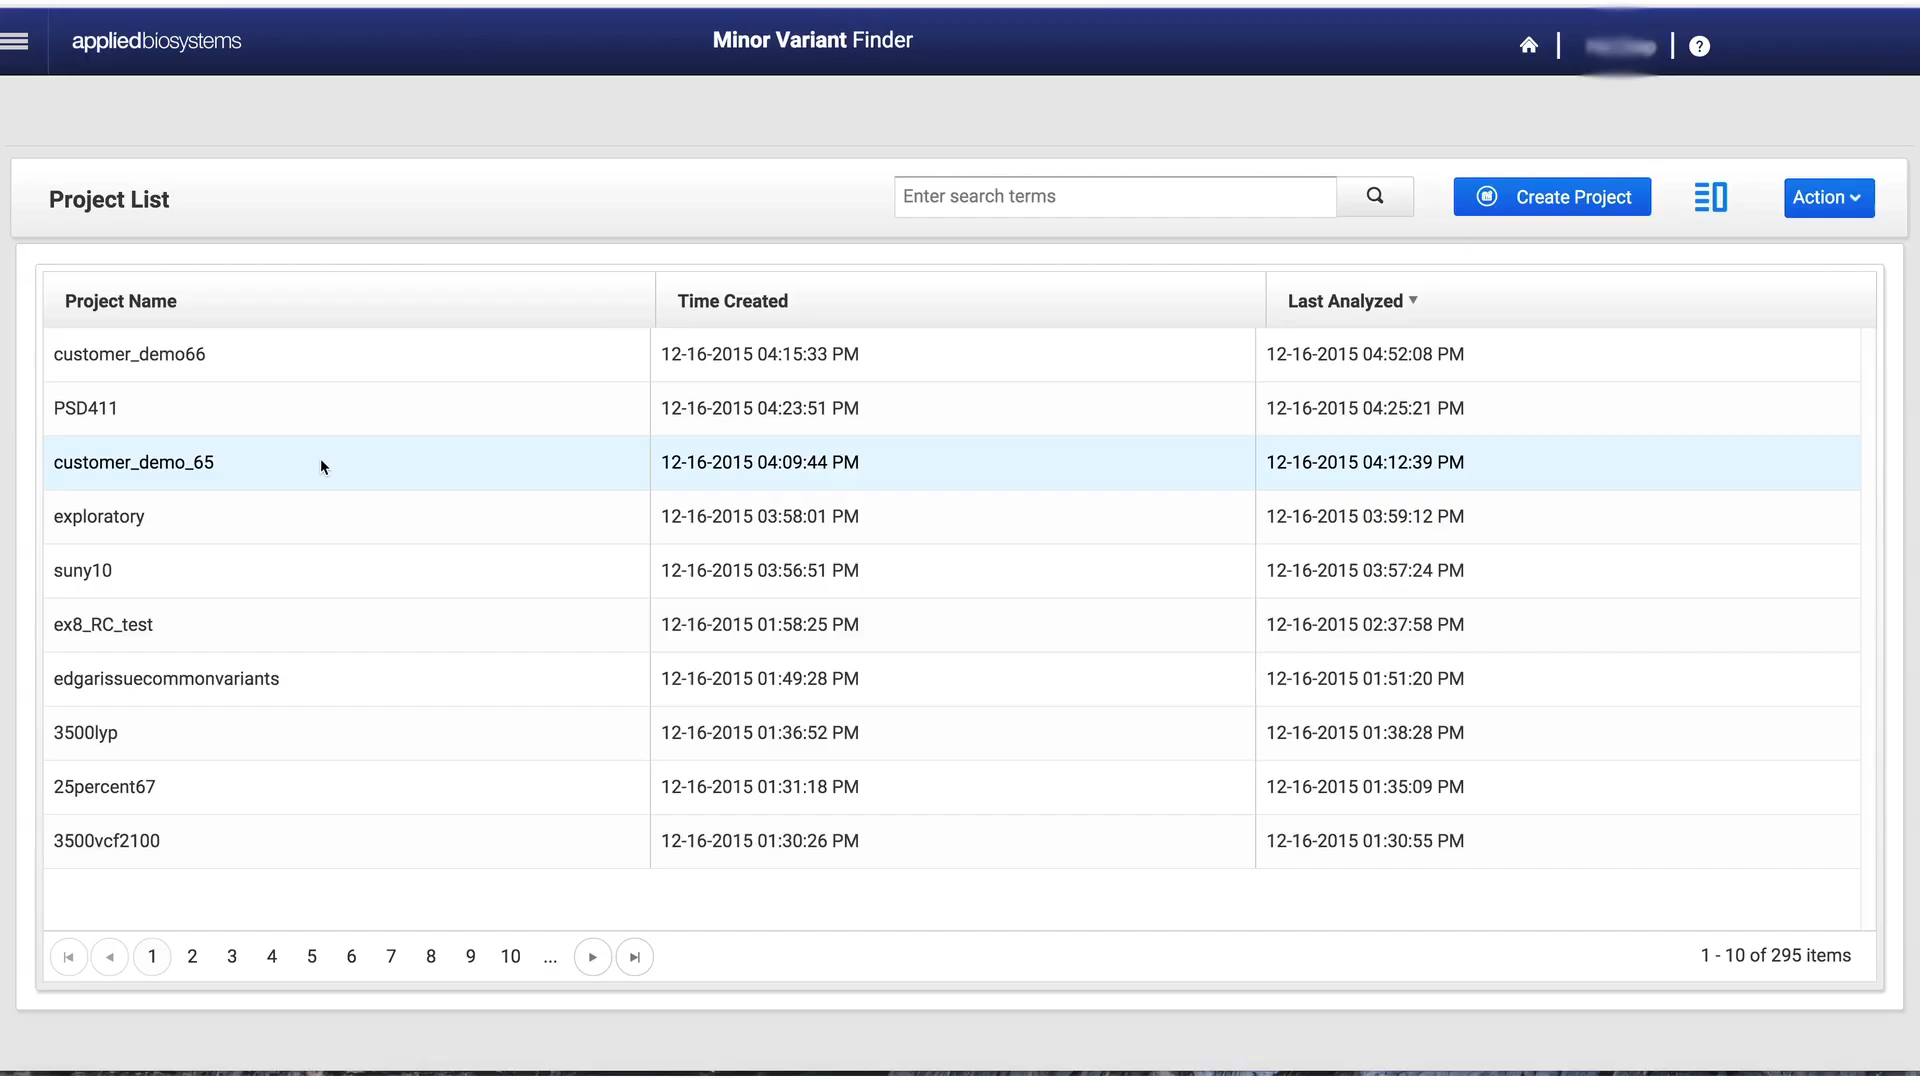 appliedbiosystems
Minor Variant Finder
?
Project List
Enter search terms
Create Project
Action
Project Name Time Created Last Analyzed
customer_demo66 12-16-2015 04:15:33 PM 12-16-2015 04:52:08 PM
PSD411 12-16-2015 04:23:51 PM 12-16-2015 04:25:21 PM
customer_demo_65 12-16-2015 04:09:44 PM 12-16-2015 04:12:39 PM
exploratory 12-16-2015 03:58:01 PM 12-16-2015 03:59:12 PM
suny10 12-16-2015 03:56:51 PM 12-16-2015 03:57:24 PM
ex8_RC_test 12-16-2015 01:58:25 PM 12-16-2015 02:37:58 PM
edgarissuecommonvariants 12-16-2015 01:49:28 PM 12-16-2015 01:51:20 PM
3500lyp 12-16-2015 01:36:52 PM 12-16-2015 01:38:28 PM
25percent67 12-16-2015 01:31:18 PM 12-16-2015 01:35:09 PM
3500vcf2100 12-16-2015 01:30:26 PM 12-16-2015 01:30:55 PM
1 2 3 4 5 6 7 8 9 10 ... 1 - 10 of 295 items